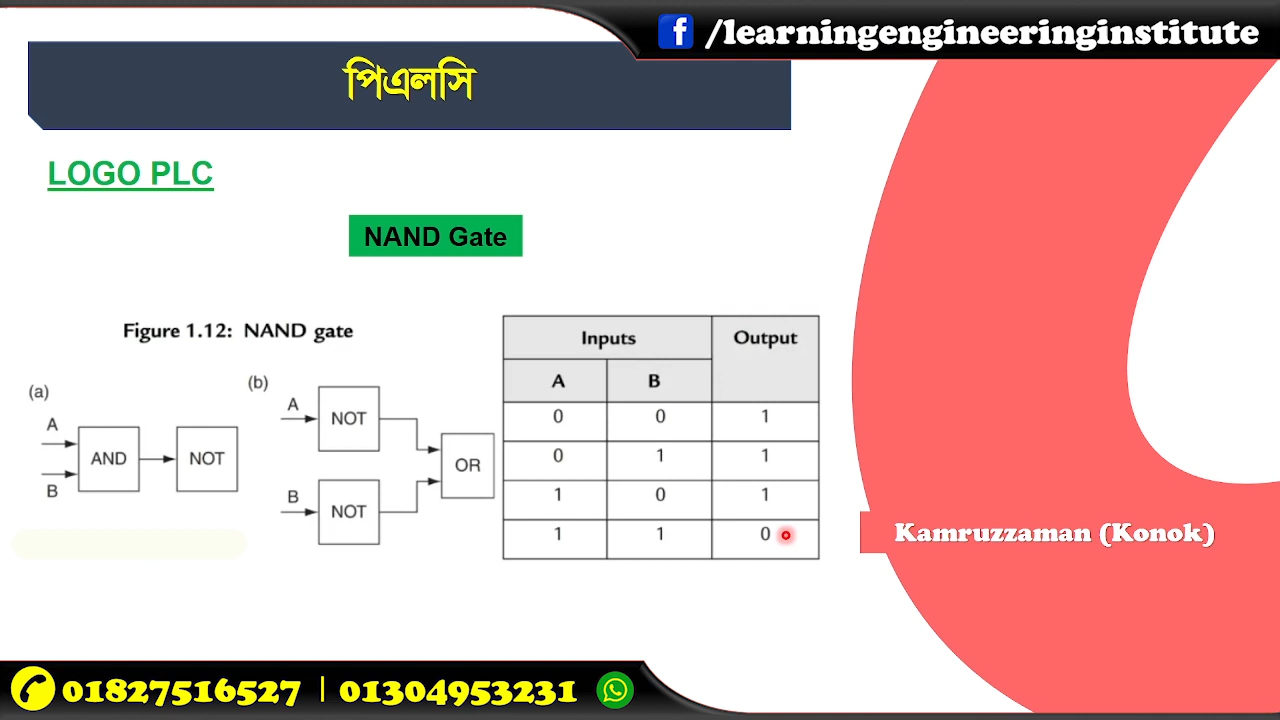 /learningengineeringinstitute
পিএলসি
LOGO PLC
NAND Gate
Figure 1.12: NAND gate
(a)
A
B
AND
NOT
(b)
A
NOT
B
NOT
OR
Inputs Output
A B
0 0 1
0 1 1
1 0 1
1 1 0
Kamruzzaman (Konok)
01827516527 | 01304953231